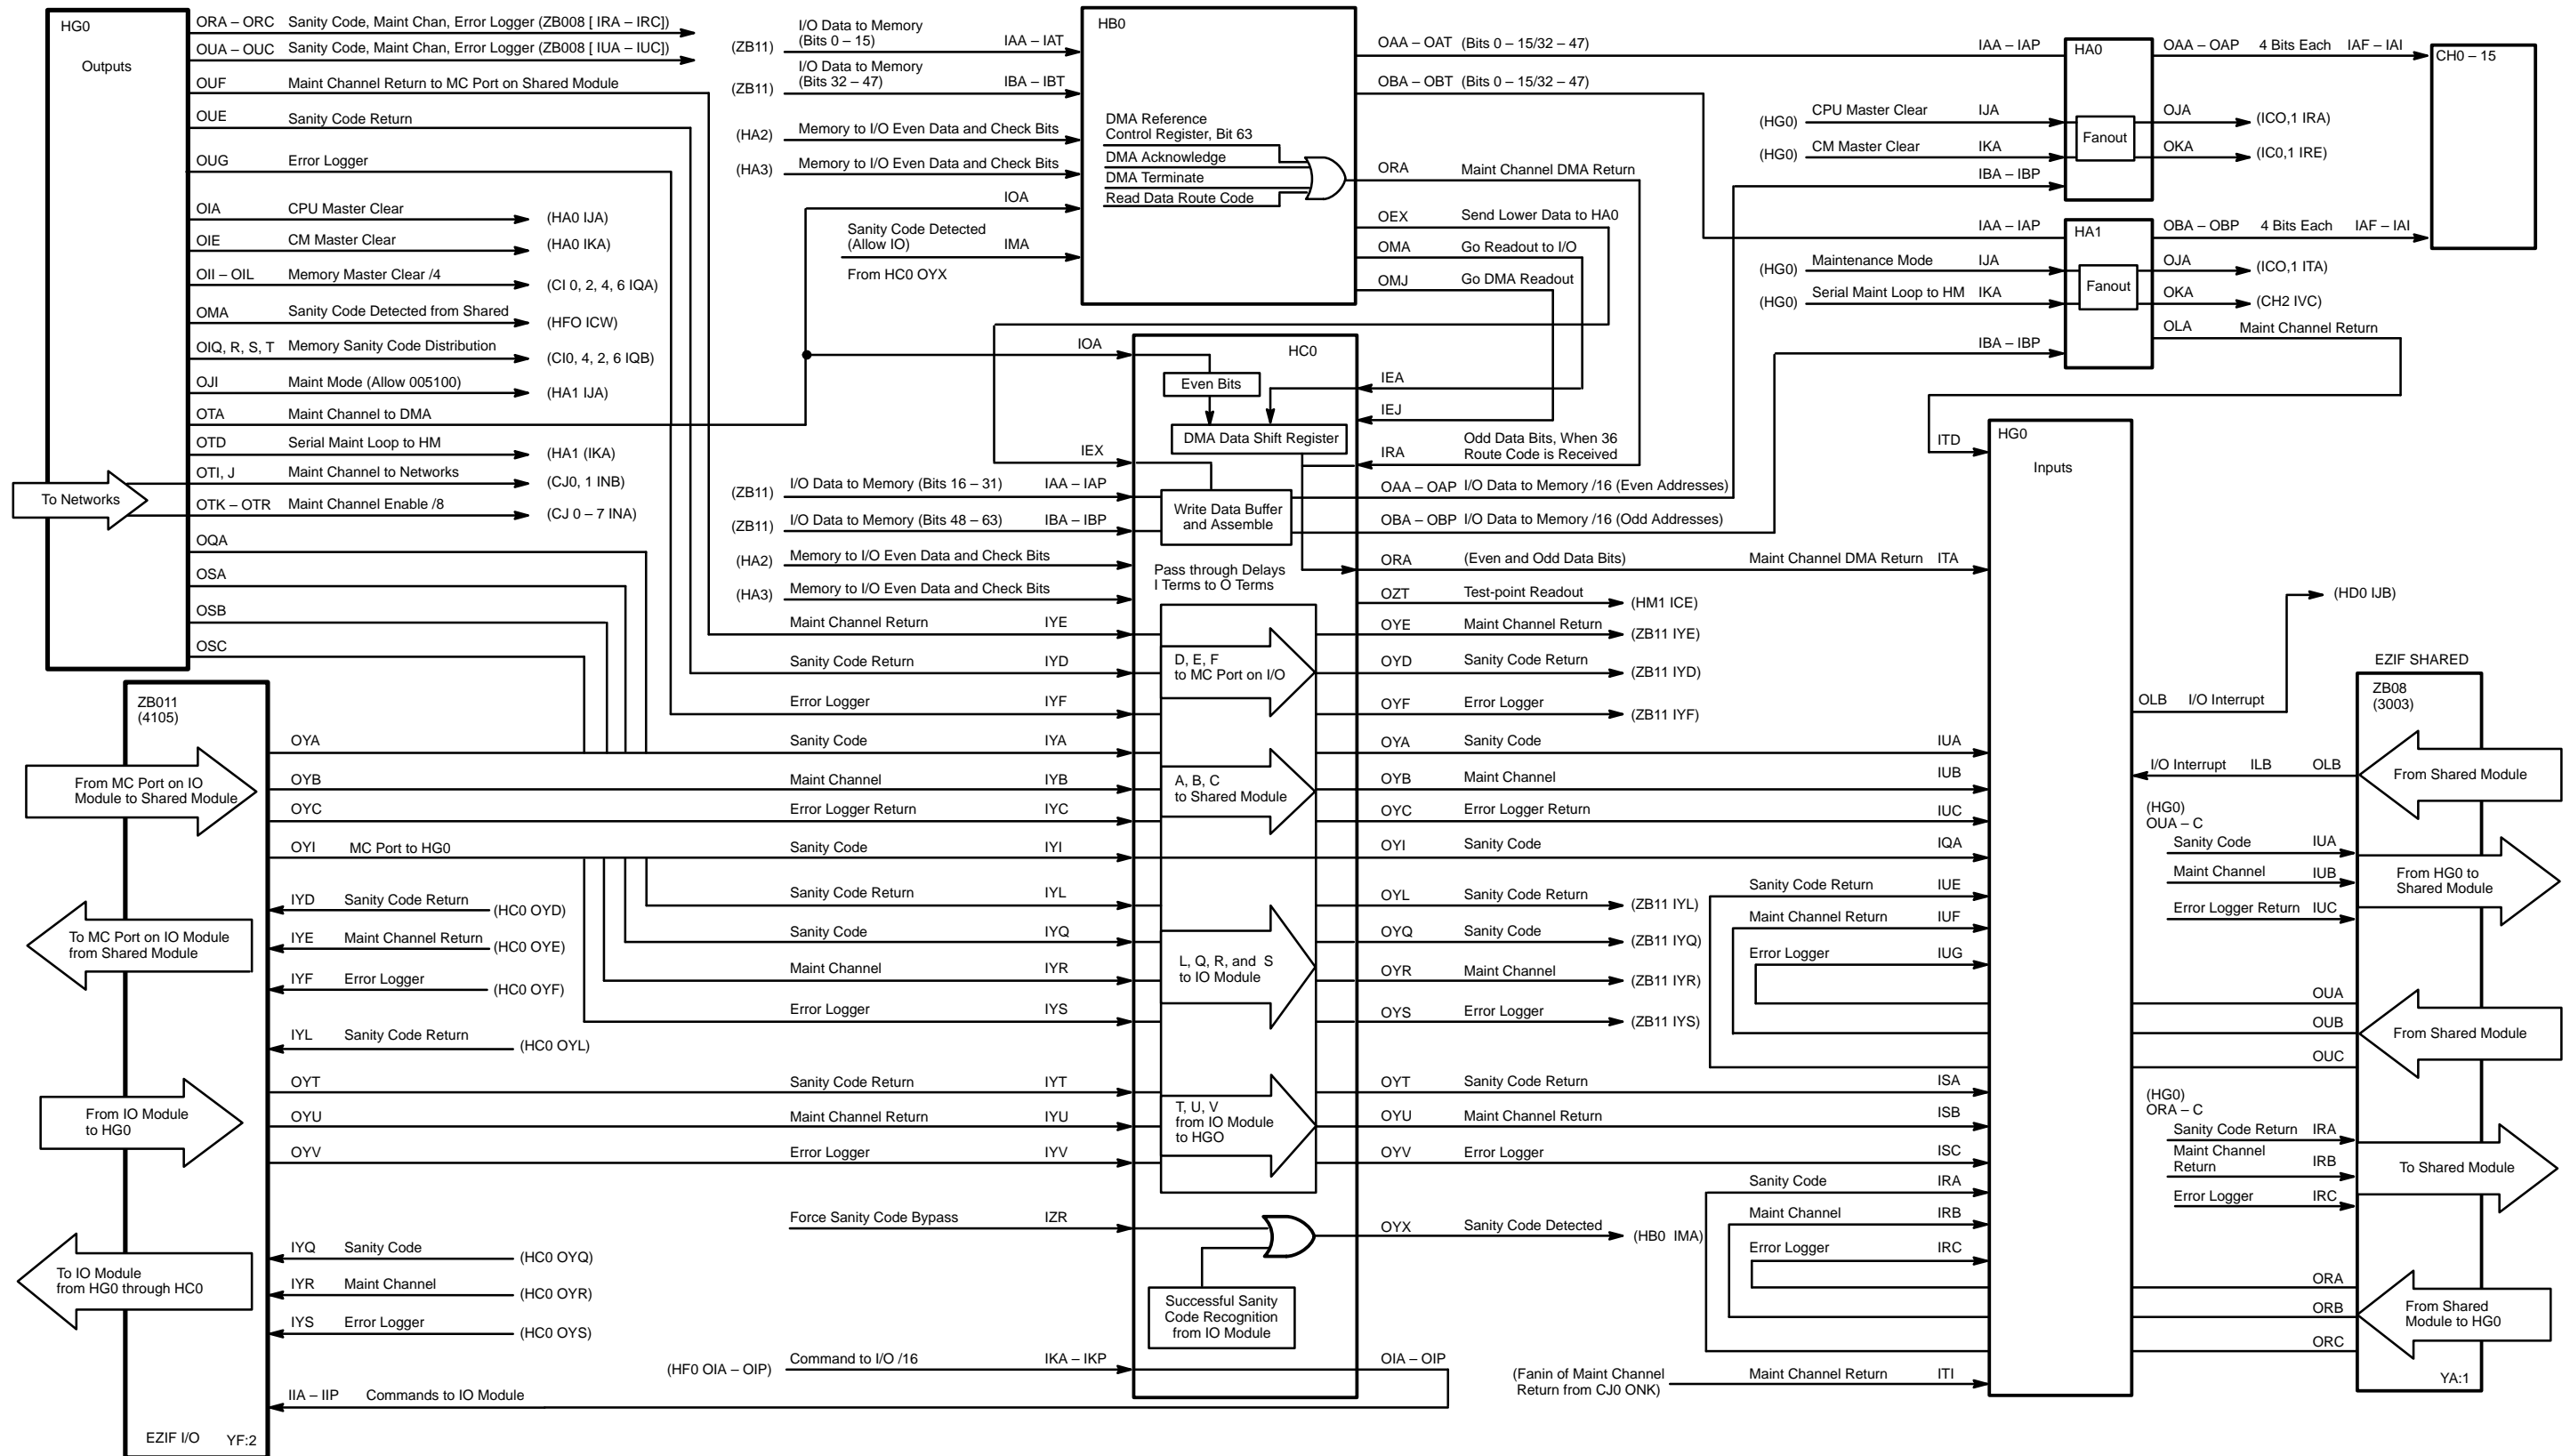 HG0
Outputs
ORA – ORC Sanity Code, Maint Chan, Error Logger (ZB008 [ IRA – IRC])
OUA – OUC Sanity Code, Maint Chan, Error Logger (ZB008 [ IUA – IUC])
OUF Maint Channel Return to MC Port on Shared Module
OUE Sanity Code Return
OUG Error Logger
OIA CPU Master Clear (HA0 IJA)
OIE CM Master Clear (HA0 IKA)
OII – OIL Memory Master Clear /4 (CI 0, 2, 4, 6 IQA)
OMA Sanity Code Detected from Shared (HFO ICW)
OIQ, R, S, T Memory Sanity Code Distribution (CI0, 4, 2, 6 IQB)
OJI Maint Mode (Allow 005100) (HA1 IJA)
OTA Maint Channel to DMA
OTD Serial Maint Loop to HM (HA1 (IKA)
OTI, J Maint Channel to Networks (CJ0, 1 INB)
To Networks
OTK – OTR Maint Channel Enable /8 (CJ 0 – 7 INA)
OQA
OSA
OSB
OSC
HB0
(ZB11) I/O Data to Memory
(Bits 0 – 15) IAA – IAT
(ZB11) I/O Data to Memory
(Bits 32 – 47) IBA – IBT
(HA2) Memory to I/O Even Data and Check Bits
(HA3) Memory to I/O Even Data and Check Bits
IOA
Sanity Code Detected
(Allow IO) IMA
From HC0 OYX
DMA Reference
Control Register, Bit 63
DMA Acknowledge
DMA Terminate
Read Data Route Code
OAA – OAT (Bits 0 – 15/32 – 47)
OBA – OBT (Bits 0 – 15/32 – 47)
ORA Maint Channel DMA Return
OEX Send Lower Data to HA0
OMA Go Readout to I/O
OMJ Go DMA Readout
IAA – IAP HA0 OAA – OAP 4 Bits Each IAF – IAI
CH0 – 15
(HG0) CPU Master Clear IJA
(HG0) CM Master Clear IKA
Fanout
OJA (ICO,1 IRA)
OKA (IC0,1 IRE)
IBA – IBP
IAA – IAP HA1 OBA – OBP 4 Bits Each IAF – IAI
(HG0) Maintenance Mode IJA
(HG0) Serial Maint Loop to HM IKA
Fanout
OJA (ICO,1 ITA)
OKA (CH2 IVC)
OLA Maint Channel Return
IBA – IBP
HC0
IOA
Even Bits
DMA Data Shift Register
IEA
IEJ
IRA Odd Data Bits, When 36
Route Code is Received
IEX
(ZB11) I/O Data to Memory (Bits 16 – 31) IAA – IAP
(ZB11) I/O Data to Memory (Bits 48 – 63) IBA – IBP
Write Data Buffer
and Assemble
OAA – OAP I/O Data to Memory /16 (Even Addresses)
OBA – OBP I/O Data to Memory /16 (Odd Addresses)
(HA2) Memory to I/O Even Data and Check Bits
(HA3) Memory to I/O Even Data and Check Bits
Pass through Delays
I Terms to O Terms
ORA (Even and Odd Data Bits) Maint Channel DMA Return ITA
OZT Test-point Readout (HM1 ICE)
Maint Channel Return IYE
Sanity Code Return IYD
Error Logger IYF
D, E, F
to MC Port on I/O
OYE Maint Channel Return (ZB11 IYE)
OYD Sanity Code Return (ZB11 IYD)
OYF Error Logger (ZB11 IYF)
Sanity Code IYA
Maint Channel IYB
Error Logger Return IYC
A, B, C
to Shared Module
OYA Sanity Code IUA
OYB Maint Channel IUB
OYC Error Logger Return IUC
Sanity Code IYI
OYI Sanity Code IQA
Sanity Code Return IYL
Sanity Code IYQ
Maint Channel IYR
Error Logger IYS
L, Q, R, and S
to IO Module
OYL Sanity Code Return (ZB11 IYL)
OYQ Sanity Code (ZB11 IYQ)
OYR Maint Channel (ZB11 IYR)
OYS Error Logger (ZB11 IYS)
Sanity Code Return IYT
Maint Channel Return IYU
Error Logger IYV
T, U, V
from IO Module
to HGO
OYT Sanity Code Return ISA
OYU Maint Channel Return ISB
OYV Error Logger ISC
Force Sanity Code Bypass IZR
OYX Sanity Code Detected (HB0 IMA)
Successful Sanity
Code Recognition
from IO Module
(HF0 OIA – OIP) Command to I/O /16 IKA – IKP
OIA – OIP
ZB011
(4105)
From MC Port on IO
Module to Shared Module
OYA
OYB
OYC
OYI MC Port to HG0
To MC Port on IO Module
from Shared Module
IYD Sanity Code Return (HC0 OYD)
IYE Maint Channel Return (HC0 OYE)
IYF Error Logger (HC0 OYF)
IYL Sanity Code Return (HC0 OYL)
From IO Module
to HG0
OYT
OYU
OYV
To IO Module
from HG0 through HC0
IYQ Sanity Code (HC0 OYQ)
IYR Maint Channel (HC0 OYR)
IYS Error Logger (HC0 OYS)
IIA – IIP Commands to IO Module
EZIF I/O YF:2
HG0
Inputs
ITD
OLB I/O Interrupt
(HD0 IJB)
Sanity Code Return IUE
Maint Channel Return IUF
Error Logger IUG
Sanity Code IRA
Maint Channel IRB
Error Logger IRC
(Fanin of Maint Channel
Return from CJ0 ONK) Maint Channel Return ITI
EZIF SHARED
ZB08
(3003)
I/O Interrupt ILB OLB
From Shared Module
(HG0)
OUA – C
Sanity Code IUA
Maint Channel IUB
Error Logger Return IUC
From HG0 to
Shared Module
OUA
OUB
OUC
From Shared Module
(HG0)
ORA – C
Sanity Code Return IRA
Maint Channel
Return IRB
Error Logger IRC
To Shared Module
ORA
ORB
ORC
From Shared
Module to HG0
YA:1